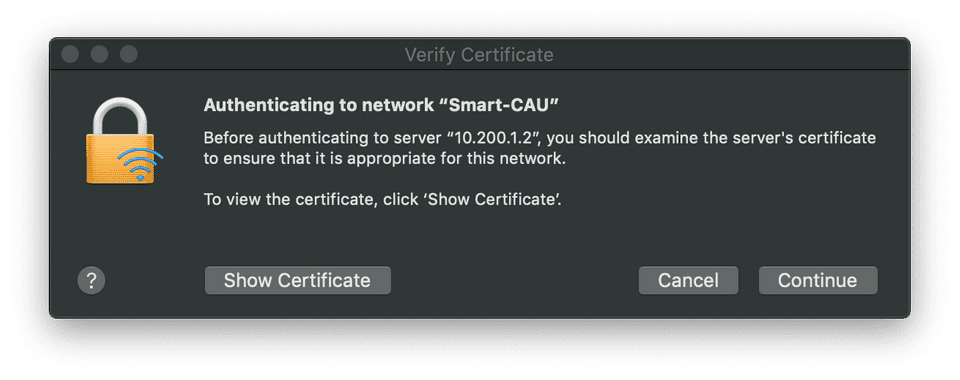 Verify Certificate
Authenticating to network “Smart-CAU”
Before authenticating to server “10.200.1.2”, you should examine the server's certificate
to ensure that it is appropriate for this network.
To view the certificate, click ‘Show Certificate’.
?
Show Certificate
Cancel
Continue